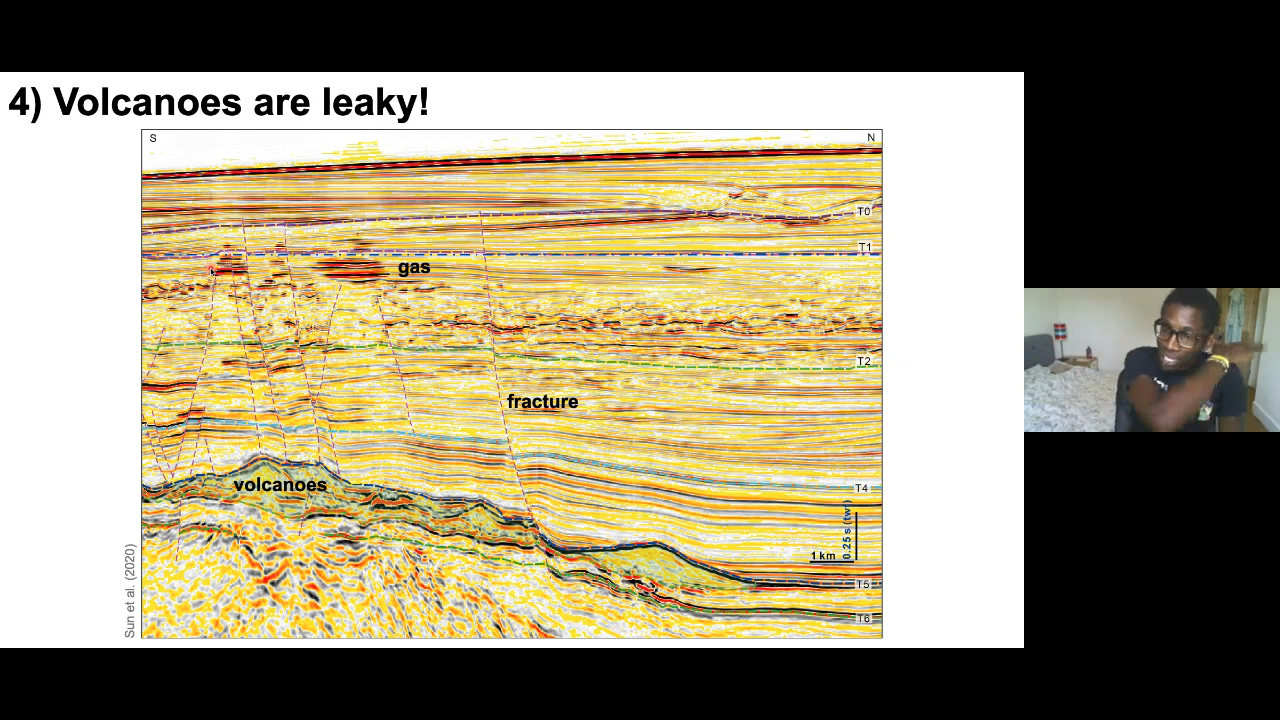 4) Volcanoes are leaky!
S
N
T0
T1
gas
T2
fracture
volcanoes
T4
0.25 s (twt)
1 km
T5
T6
Sun et al. (2020)